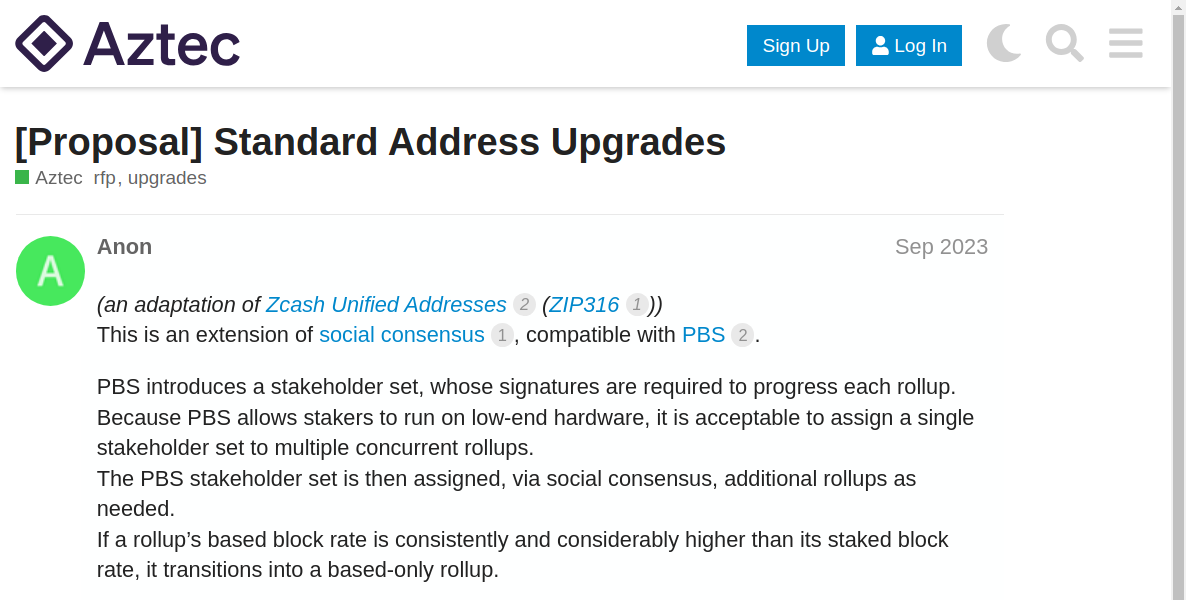 Aztec
Sign Up
Log In
[Proposal] Standard Address Upgrades
Aztec rfp, upgrades
A
Anon
Sep 2023
(an adaptation of Zcash Unified Addresses 2 (ZIP316 1))
This is an extension of social consensus 1, compatible with PBS 2.
PBS introduces a stakeholder set, whose signatures are required to progress each rollup.
Because PBS allows stakers to run on low-end hardware, it is acceptable to assign a single
stakeholder set to multiple concurrent rollups.
The PBS stakeholder set is then assigned, via social consensus, additional rollups as
needed.
If a rollup’s based block rate is consistently and considerably higher than its staked block
rate, it transitions into a based-only rollup.